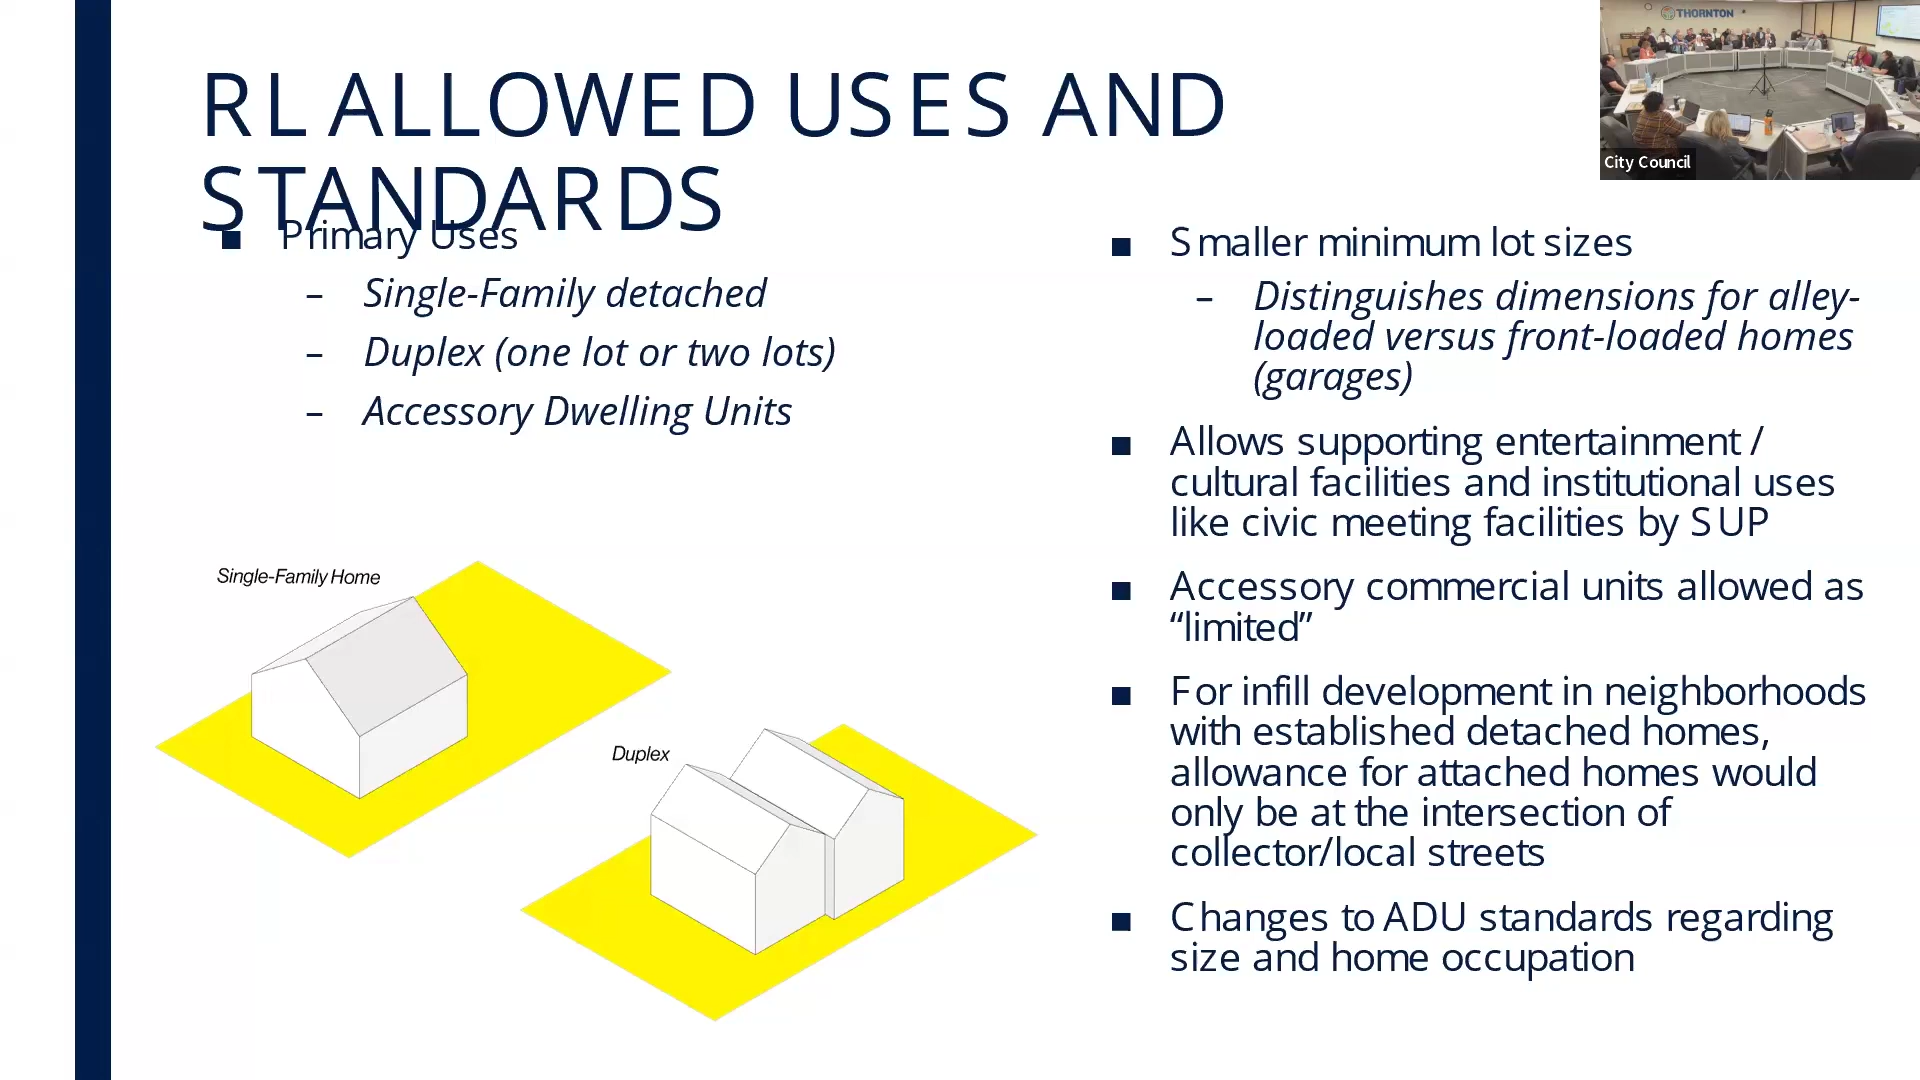 RL ALLOWED USES AND
STANDARDS
■ Primary Uses
– Single-Family detached
– Duplex (one lot or two lots)
– Accessory Dwelling Units
Single-Family Home
Duplex
■ Smaller minimum lot sizes
– Distinguishes dimensions for alley-
loaded versus front-loaded homes
(garages)
■ Allows supporting entertainment /
cultural facilities and institutional uses
like civic meeting facilities by SUP
■ Accessory commercial units allowed as
“limited”
■ For infill development in neighborhoods
with established detached homes,
allowance for attached homes would
only be at the intersection of
collector/local streets
■ Changes to ADU standards regarding
size and home occupation
THORNTON
City Council